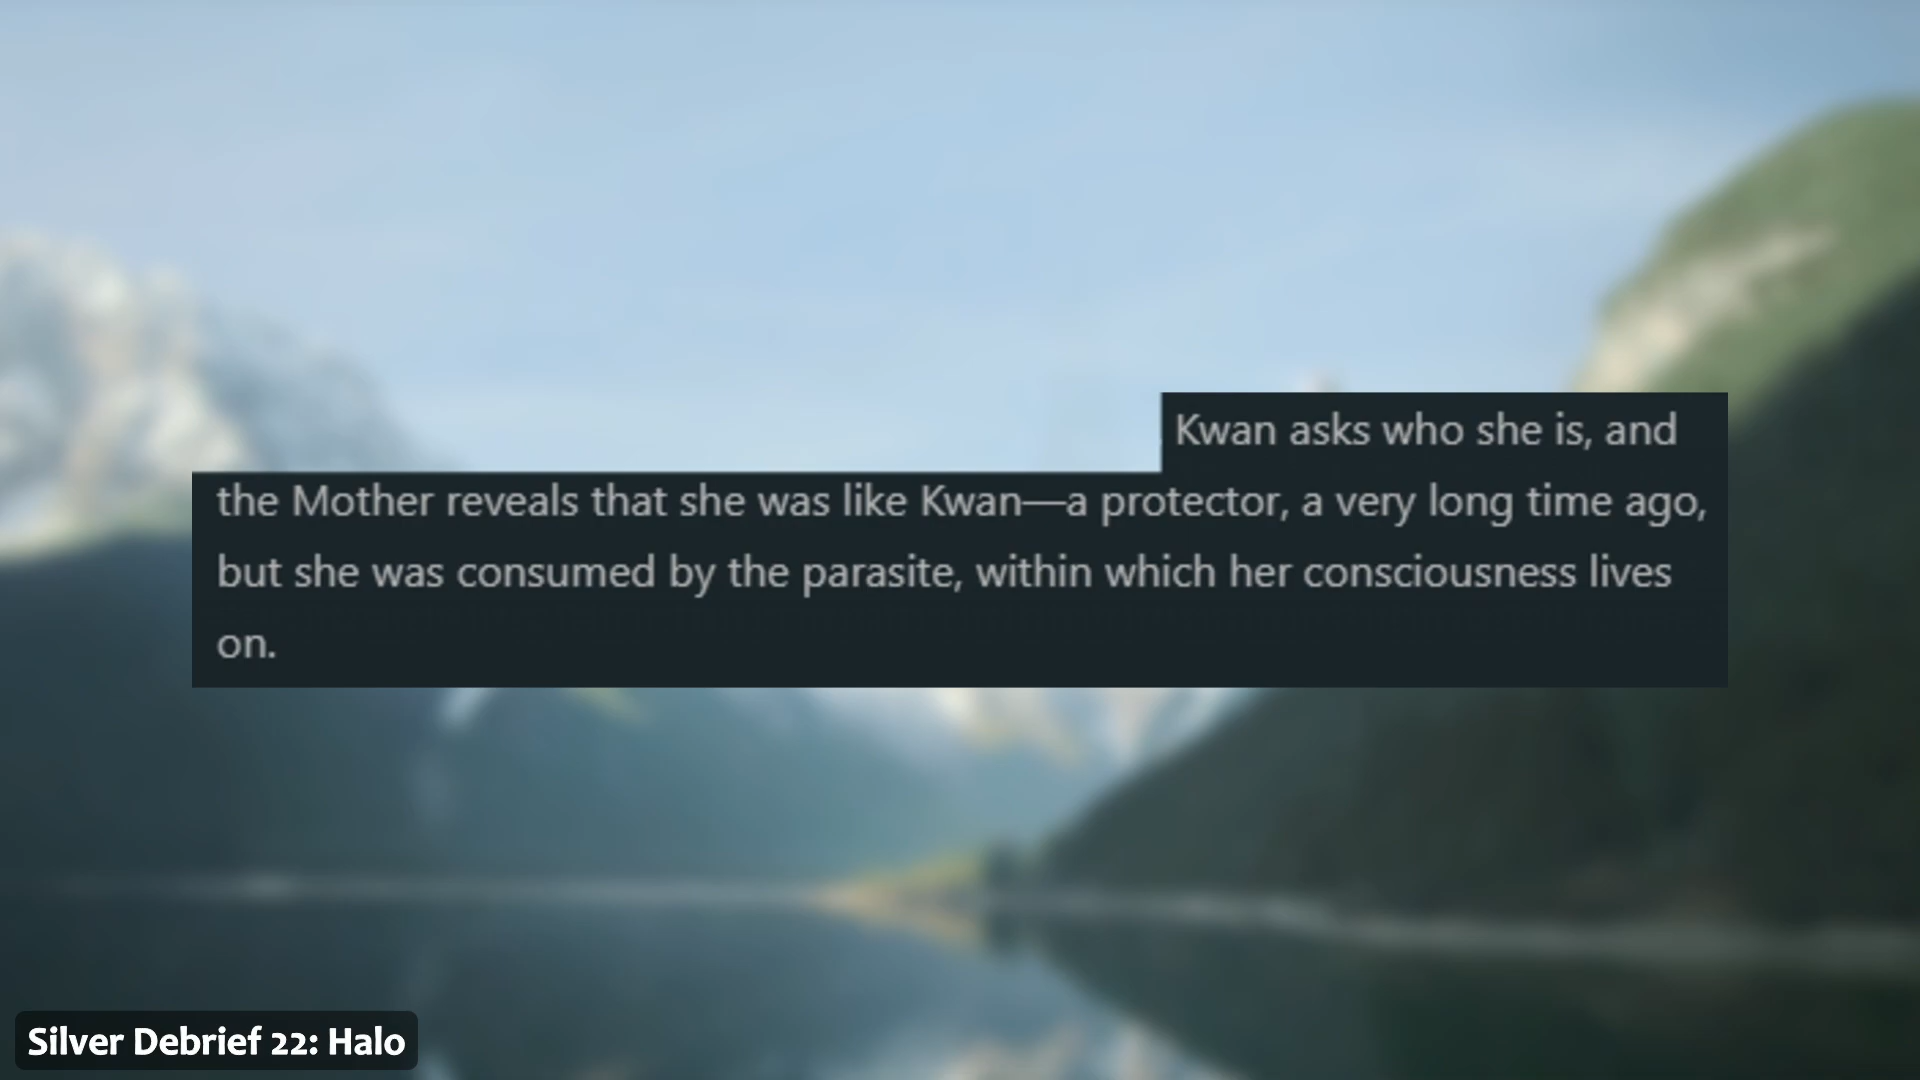 Kwan asks who she is, and
the Mother reveals that she was like Kwan—a protector, a very long time ago,
but she was consumed by the parasite, within which her consciousness lives
on.
Silver Debrief 22: Halo